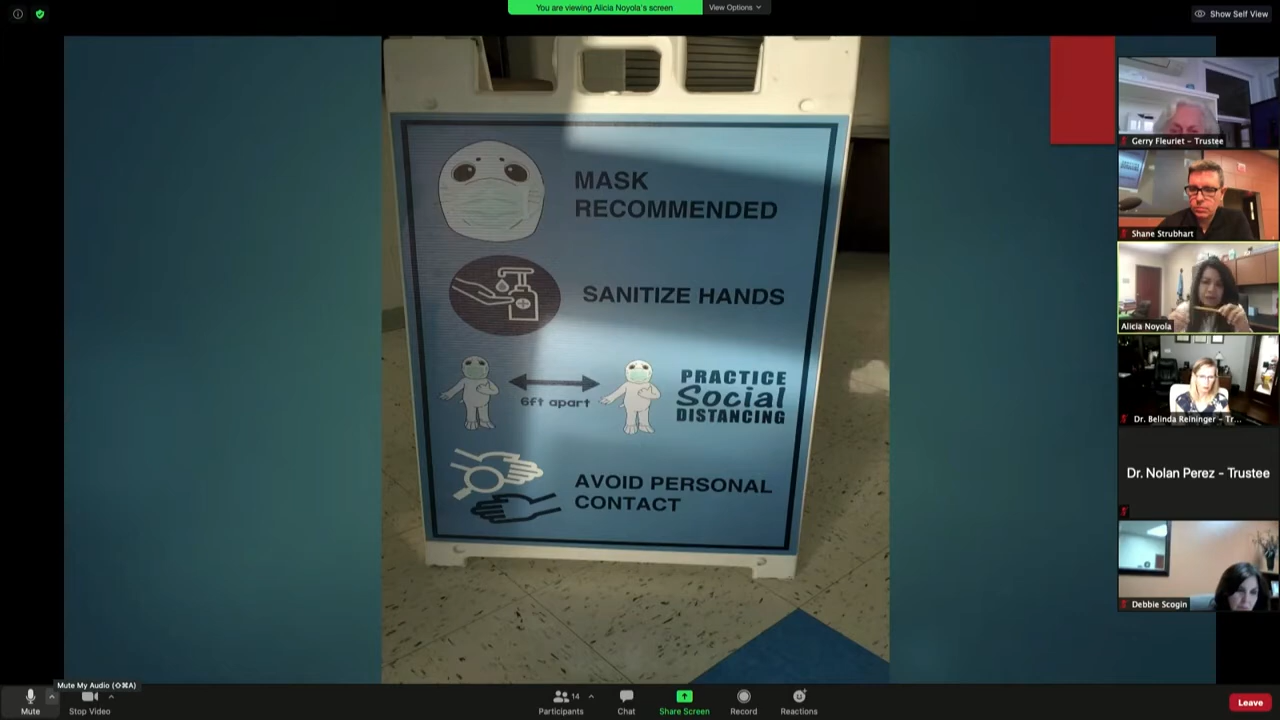 You are viewing Alicia Noyola's screen
View Options
Show Self View
MASK
RECOMMENDED
SANITIZE HANDS
6ft apart
PRACTICE
Social
DISTANCING
AVOID PERSONAL
CONTACT
Gerry Fleuriet - Trustee
Shane Strubhart
Alicia Noyola
Dr. Belinda Reininger - Tr...
Dr. Nolan Perez - Trustee
Debbie Scogin
Mute My Audio (⇧⌘A)
Mute
Stop Video
Participants
14
Chat
Share Screen
Record
Reactions
Leave